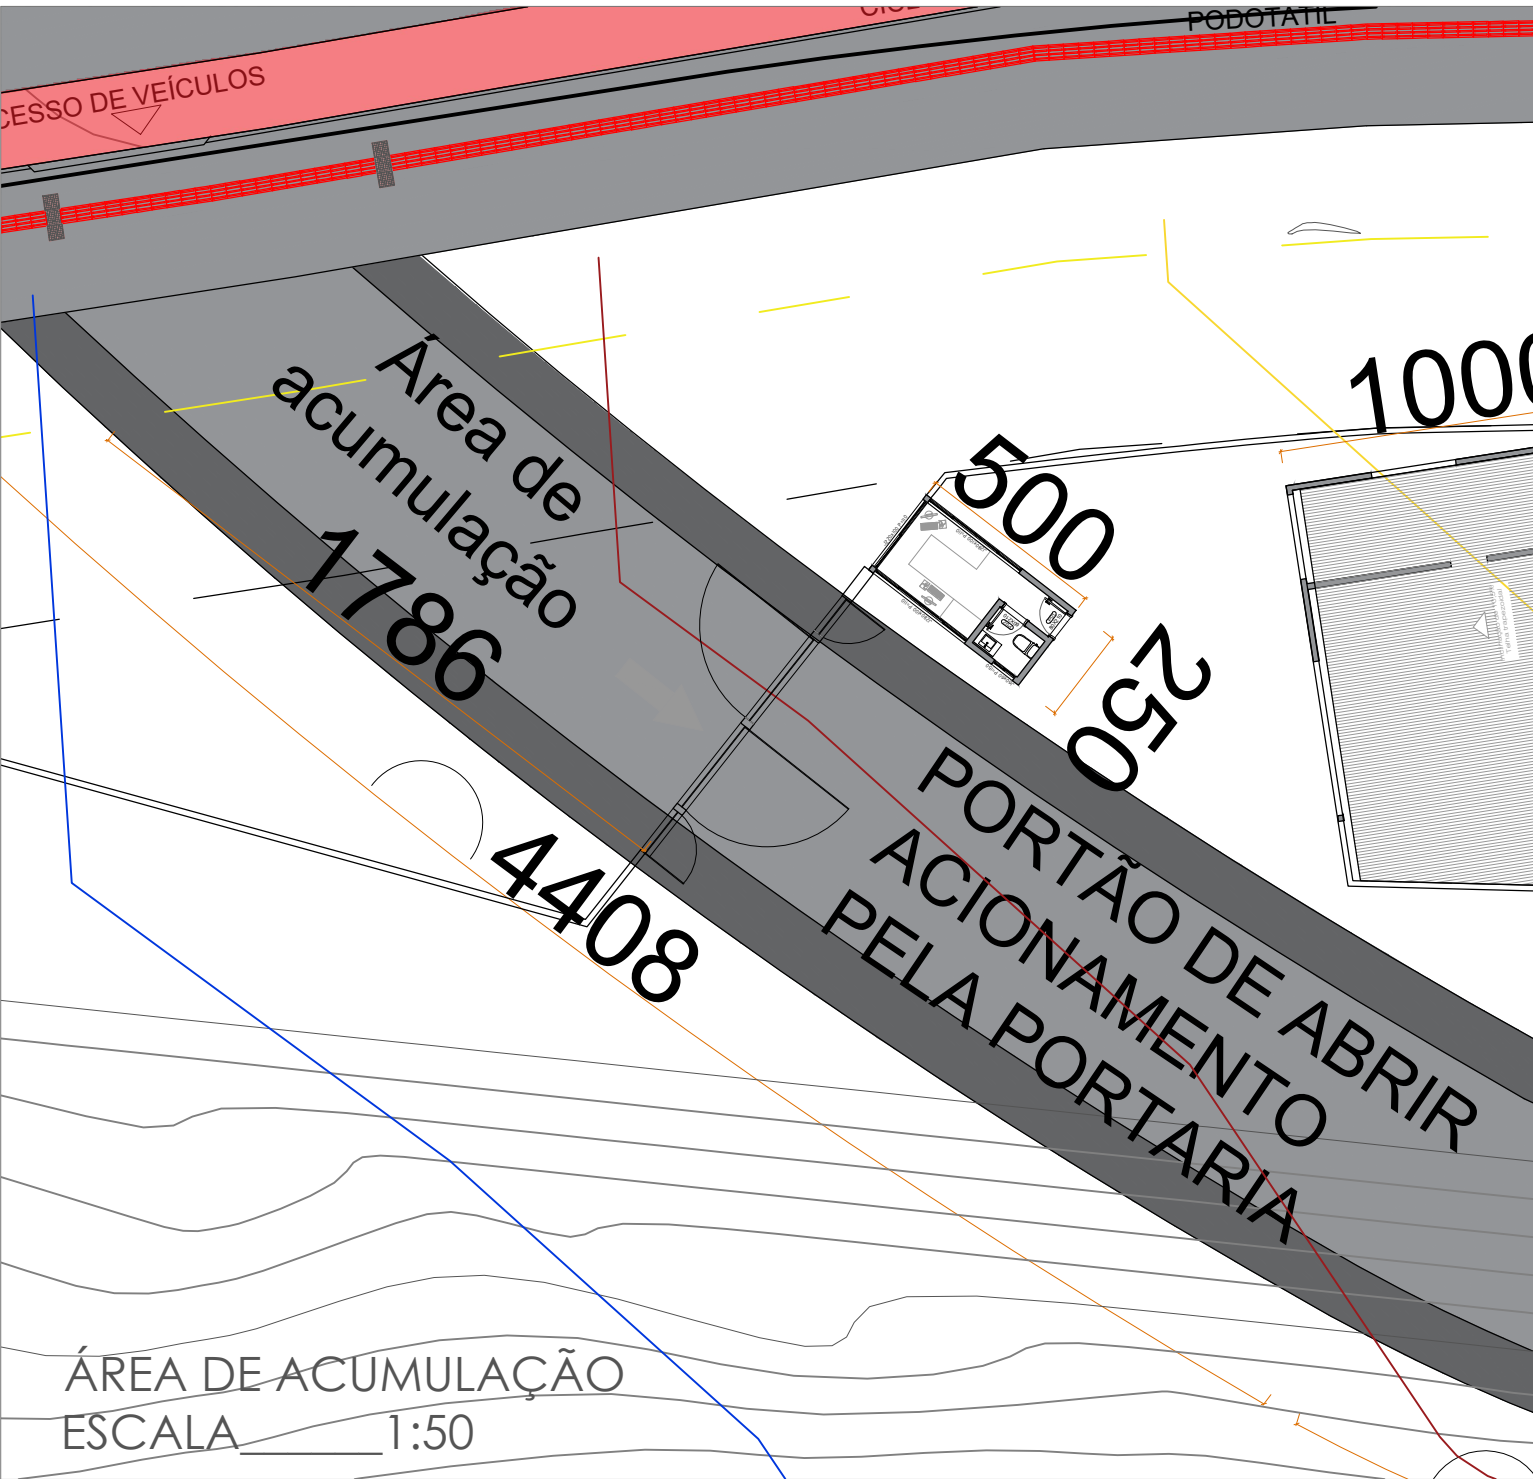 PODOTÁTIL
CESSO DE VEÍCULOS
1000
Área de
acumulação
500
1786
250
4408
PORTÃO DE ABRIR
ACIONAMENTO
PELA PORTARIA
ÁREA DE ACUMULAÇÃO
ESCALA______1:50